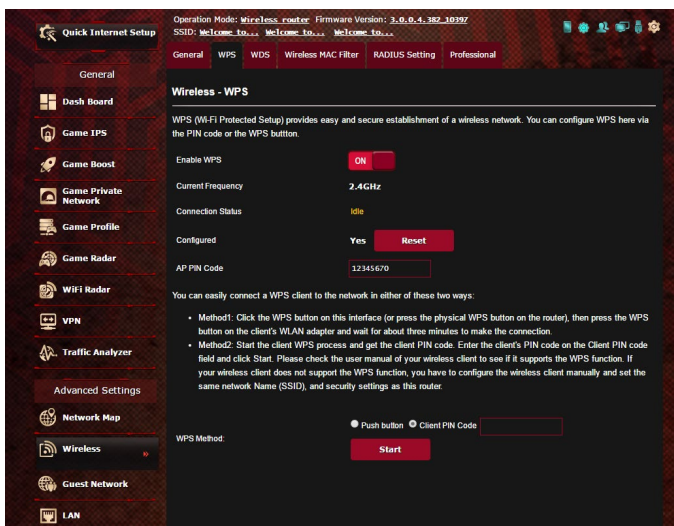 Quick Internet Setup
General
Dash Board
Game IPS
Game Boost
Game Private
Network
Game Profile
Game Radar
WiFi Radar
VPN
Traffic Analyzer
Advanced Settings
Network Map
Wireless
Guest Network
LAN
Operation Mode: Wireless router Firmware Version: 3.0.0.4.382_10397
SSID: Welcome to... Welcome to... Welcome to...
General WPS WDS Wireless MAC Filter RADIUS Setting Professional
Wireless - WPS
WPS (Wi-Fi Protected Setup) provides easy and secure establishment of a wireless network. You can configure WPS here via
the PIN code or the WPS buttton.
Enable WPS ON
Current Frequency 2.4GHz
Connection Status Idle
Configured Yes Reset
AP PIN Code 12345670
You can easily connect a WPS client to the network in either of these two ways:
• Method1: Click the WPS button on this interface (or press the physical WPS button on the router), then press the WPS
button on the client's WLAN adapter and wait for about three minutes to make the connection.
• Method2: Start the client WPS process and get the client PIN code. Enter the client's PIN code on the Client PIN code
field and click Start. Please check the user manual of your wireless client to see if it supports the WPS function. If
your wireless client does not support the WPS function, you have to configure the wireless client manually and set the
same network Name (SSID), and security settings as this router.
WPS Method: Push button Client PIN Code
Start